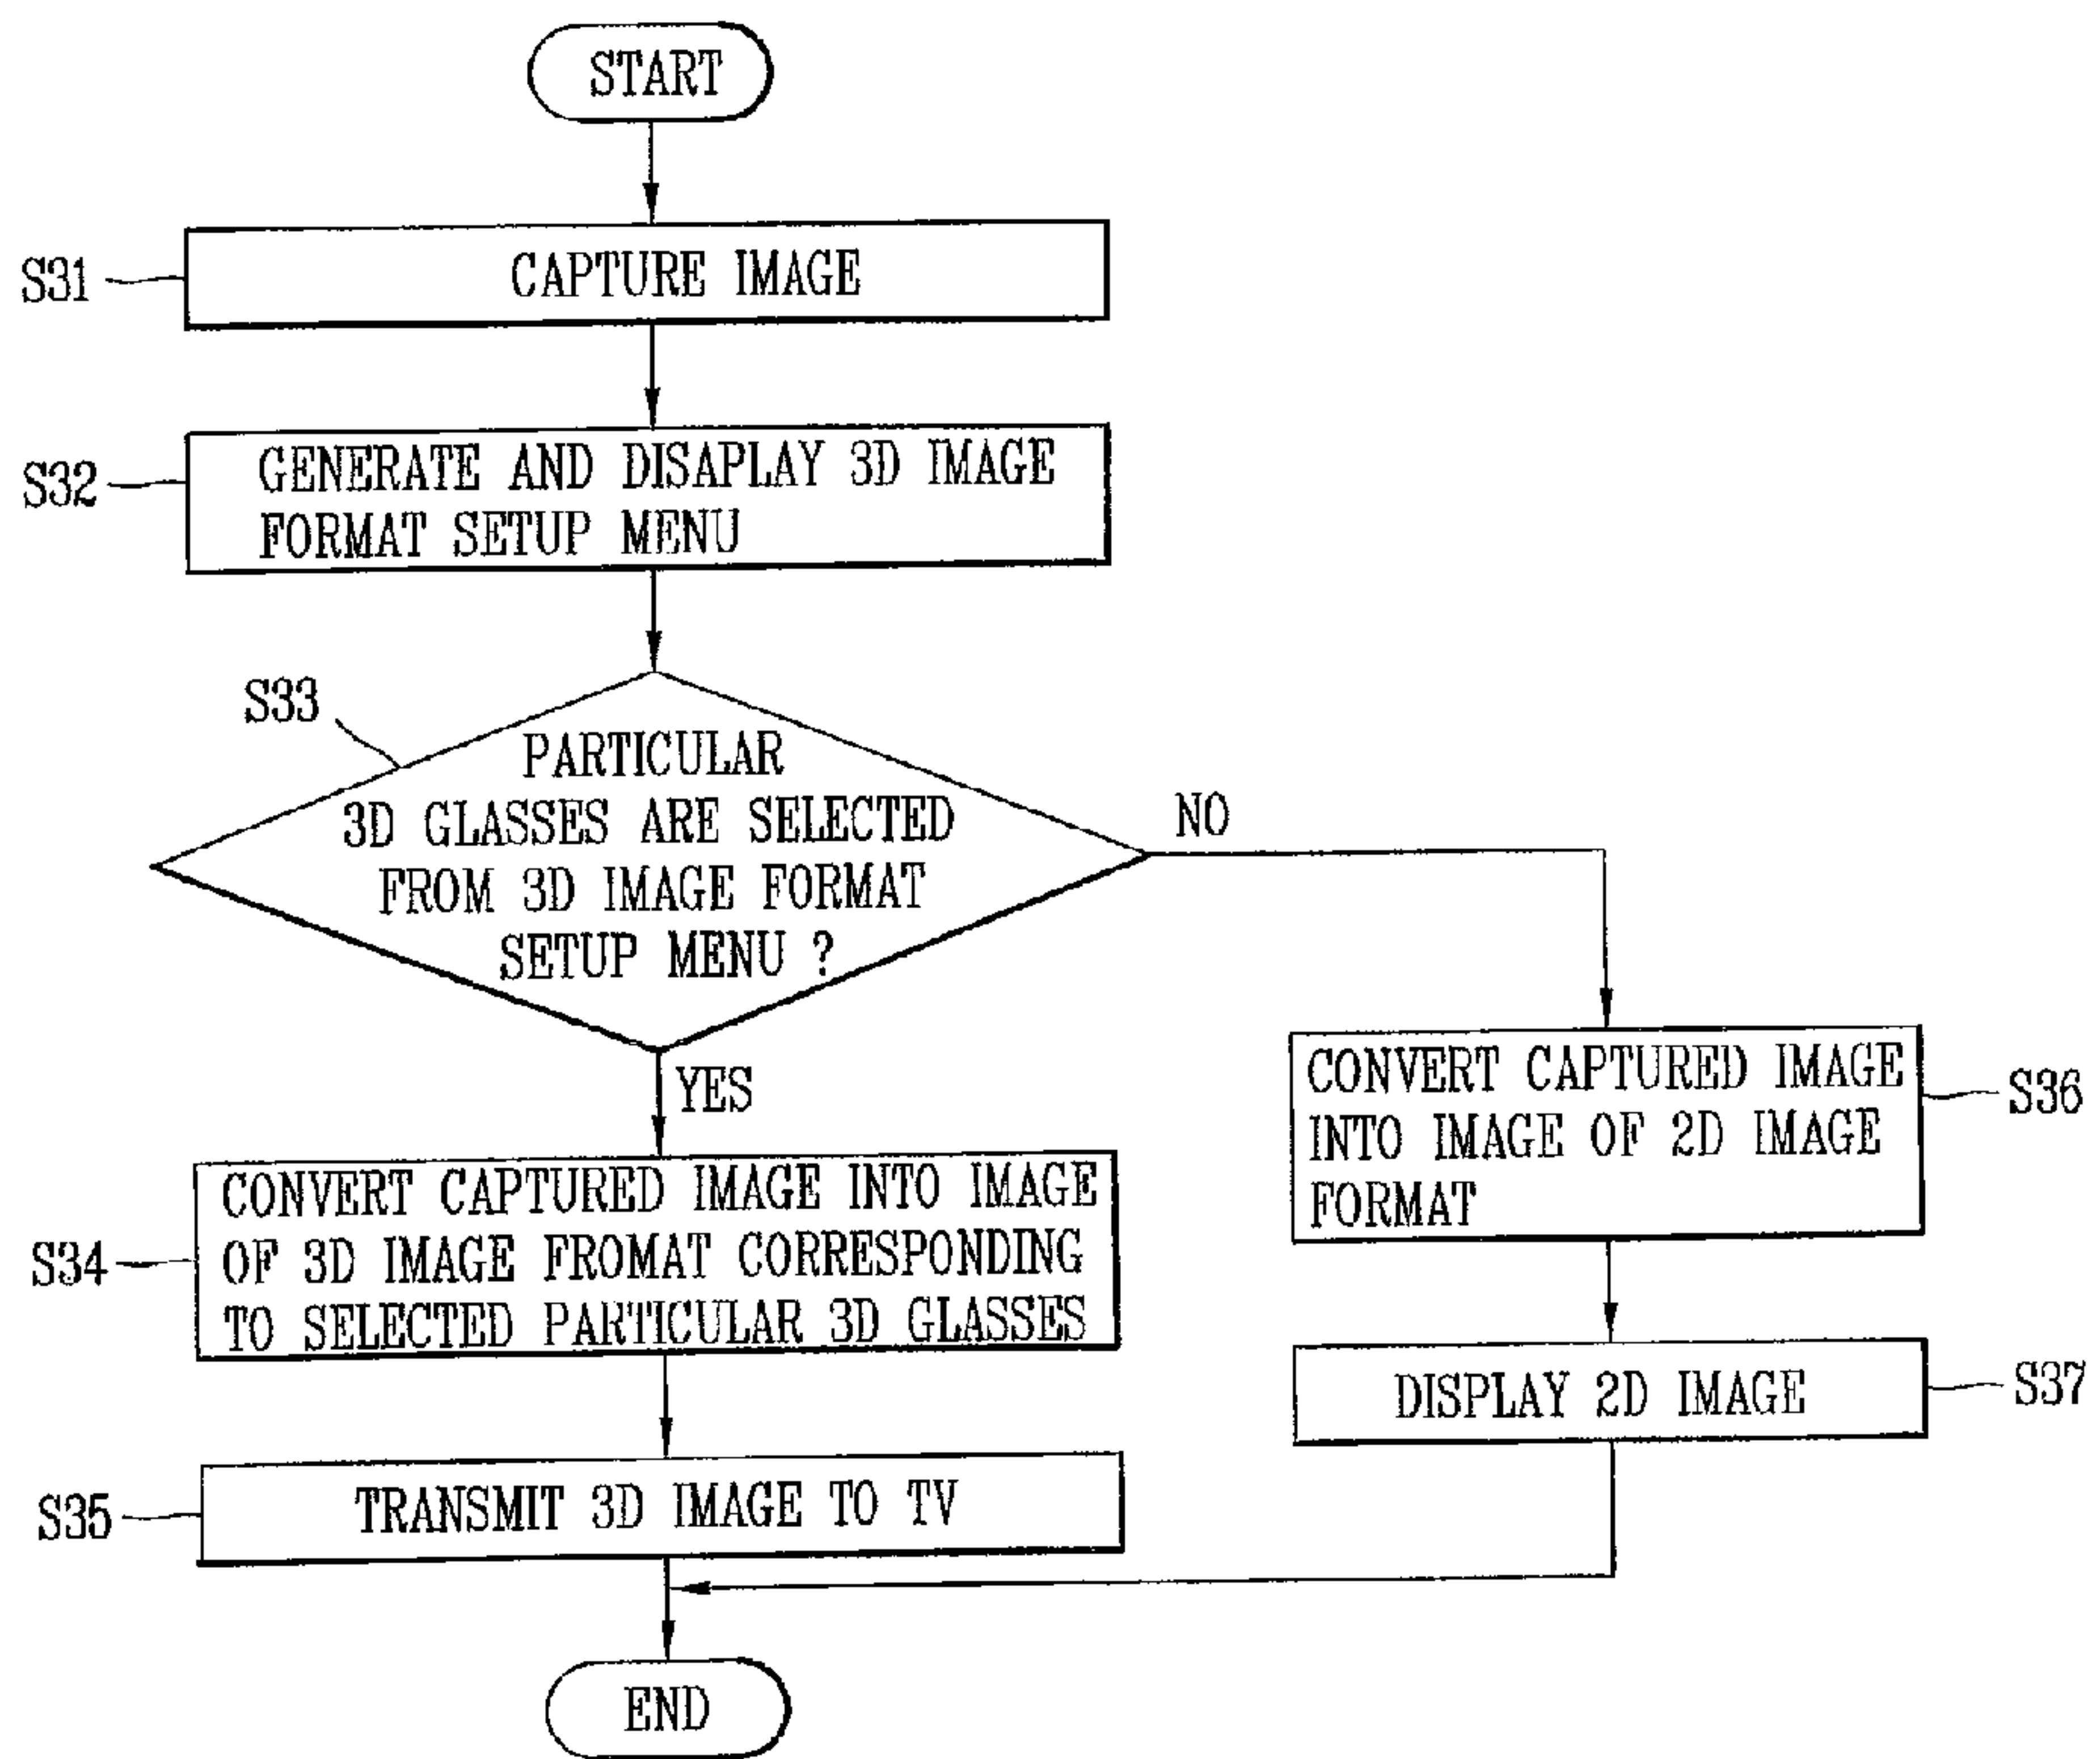 START
S31
CAPTURE IMAGE
S32
GENERATE AND DISAPLAY 3D IMAGE
FORMAT SETUP MENU
S33
PARTICULAR
3D GLASSES ARE SELECTED
FROM 3D IMAGE FORMAT
SETUP MENU ?
NO
YES
S34
CONVERT CAPTURED IMAGE INTO IMAGE
OF 3D IMAGE FROMAT CORRESPONDING
TO SELECTED PARTICULAR 3D GLASSES
S35
TRANSMIT 3D IMAGE TO TV
CONVERT CAPTURED IMAGE
INTO IMAGE OF 2D IMAGE
FORMAT
S36
DISPLAY 2D IMAGE
S37
END